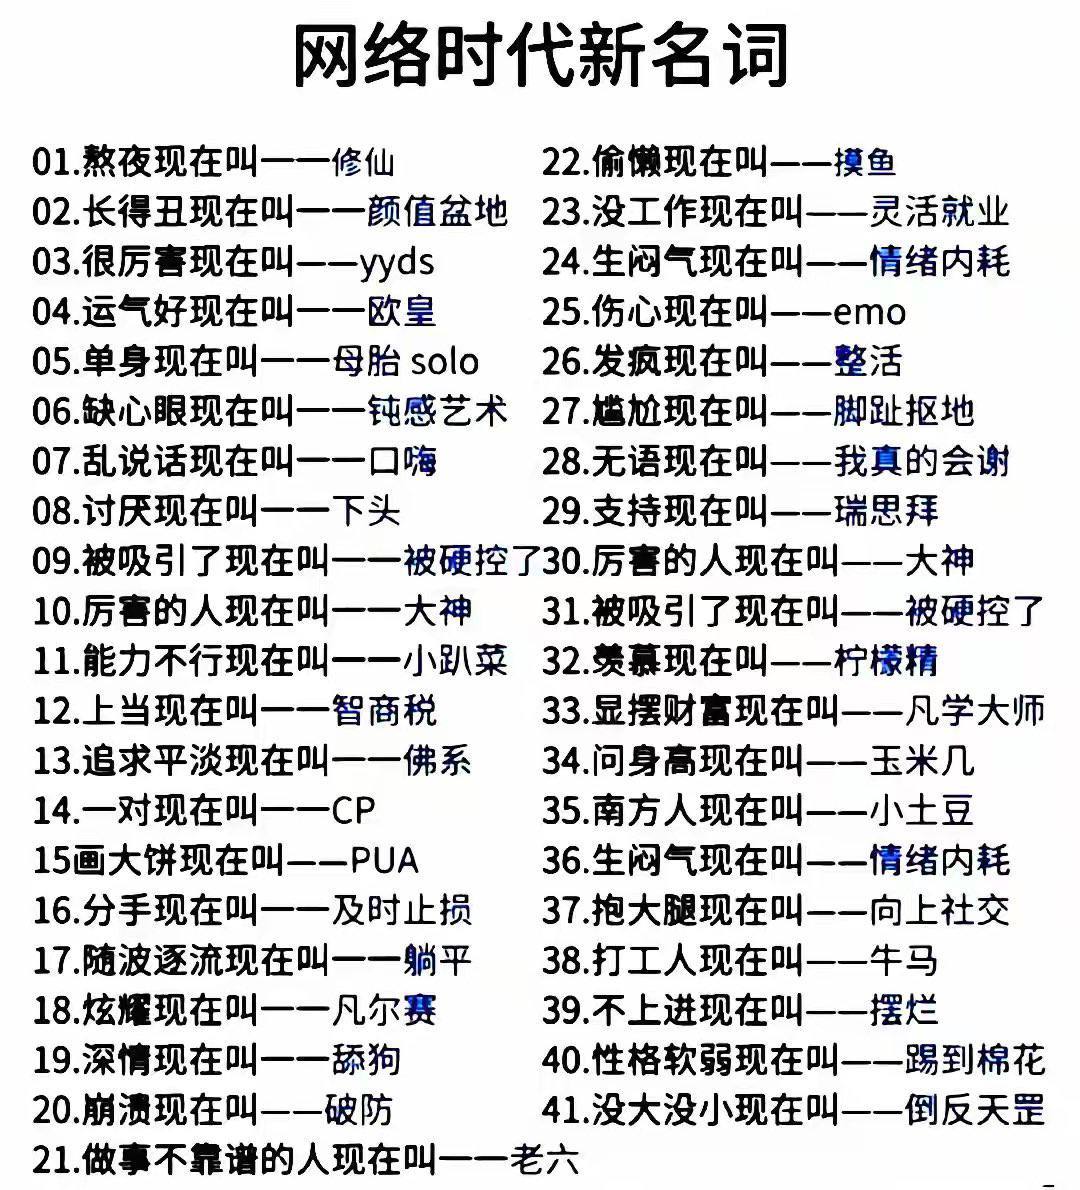 网络时代新名词
01.熬夜现在叫——修仙
02.长得丑现在叫——颜值盆地
03.很厉害现在叫——yyds
04.运气好现在叫——欧皇
05.单身现在叫——母胎 solo
06.缺心眼现在叫——钝感艺术
07.乱说话现在叫——口嗨
08.讨厌现在叫——下头
09.被吸引了现在叫——被硬控了
10.厉害的人现在叫——大神
11.能力不行现在叫——小趴菜
12.上当现在叫——智商税
13.追求平淡现在叫——佛系
14.一对现在叫——CP
15画大饼现在叫——PUA
16.分手现在叫——及时止损
17.随波逐流现在叫——躺平
18.炫耀现在叫——凡尔赛
19.深情现在叫——舔狗
20.崩溃现在叫——破防
21.做事不靠谱的人现在叫——老六
22.偷懒现在叫——摸鱼
23.没工作现在叫——灵活就业
24.生闷气现在叫——情绪内耗
25.伤心现在叫——emo
26.发疯现在叫——整活
27.尴尬现在叫——脚趾抠地
28.无语现在叫——我真的会谢
29.支持现在叫——瑞思拜
30.厉害的人现在叫——大神
31.被吸引了现在叫——被硬控了
32.羡慕现在叫——柠檬精
33.显摆财富现在叫——凡学大师
34.问身高现在叫——玉米几
35.南方人现在叫——小土豆
36.生闷气现在叫——情绪内耗
37.抱大腿现在叫——向上社交
38.打工人现在叫——牛马
39.不上进现在叫——摆烂
40.性格软弱现在叫——踢到棉花
41.没大没小现在叫——倒反天罡